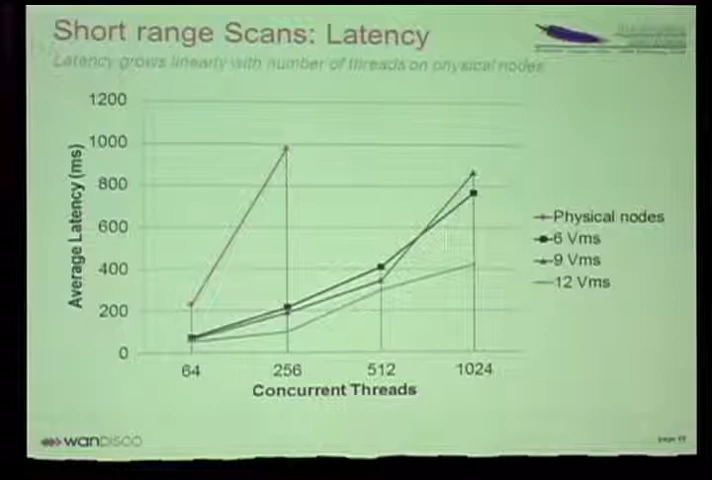 Short range Scans: Latency
Latency grows linearly with number of threads on physical nodes
1200
1000
800
600
400
200
0
Average Latency (ms)
64
256
512
1024
Concurrent Threads
Physical nodes
6 Vms
9 Vms
12 Vms
WANDISCO